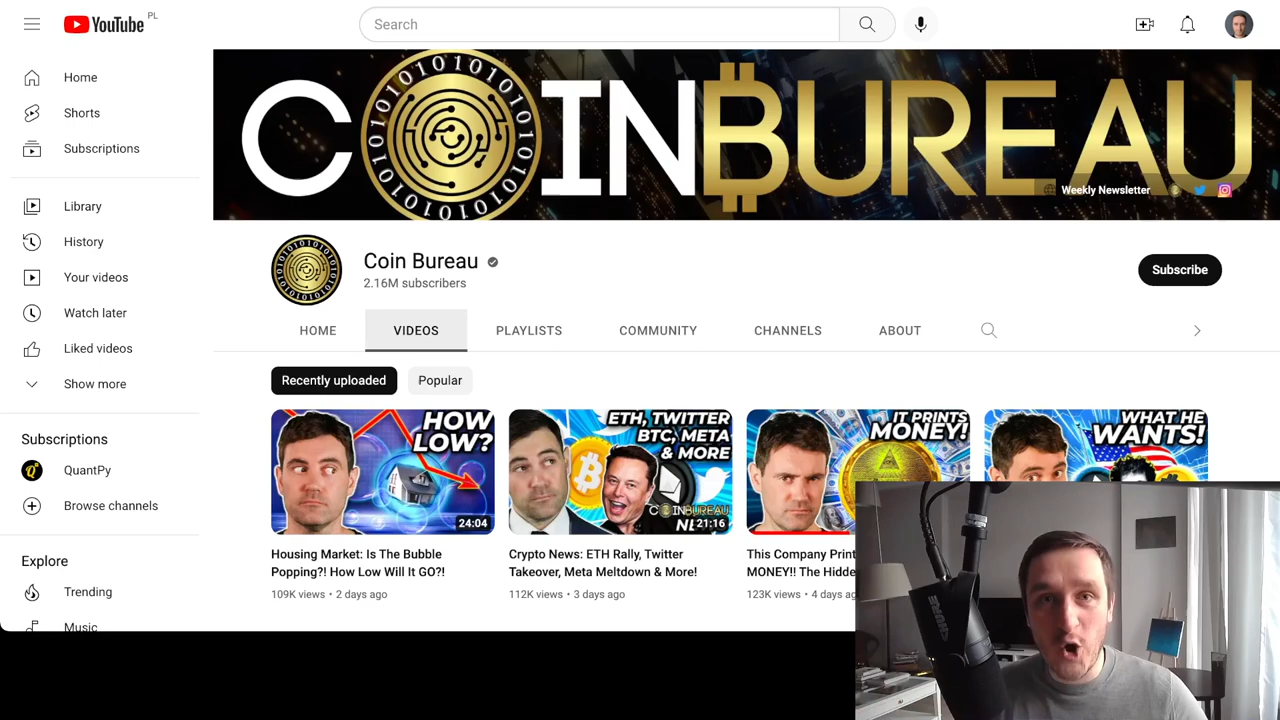 YouTube PL
Search
Home
Shorts
Subscriptions
Library
History
Your videos
Watch later
Liked videos
Show more
Subscriptions
QuantPy
Browse channels
Explore
Trending
Music
COINBUREAU
Weekly Newsletter
Coin Bureau
2.16M subscribers
Subscribe
HOME
VIDEOS
PLAYLISTS
COMMUNITY
CHANNELS
ABOUT
Recently uploaded
Popular
HOW
LOW?
24:04
Housing Market: Is The Bubble
Popping?! How Low Will It GO?!
109K views • 2 days ago
ETH, TWITTER
BTC, META
& MORE
COINBUREAU
21:16
Crypto News: ETH Rally, Twitter
Takeover, Meta Meltdown & More!
112K views • 3 days ago
IT PRINTS
MONEY!
This Company
MONEY!! The
123K views • 4 days
WHAT HE
WANTS!
SHURE